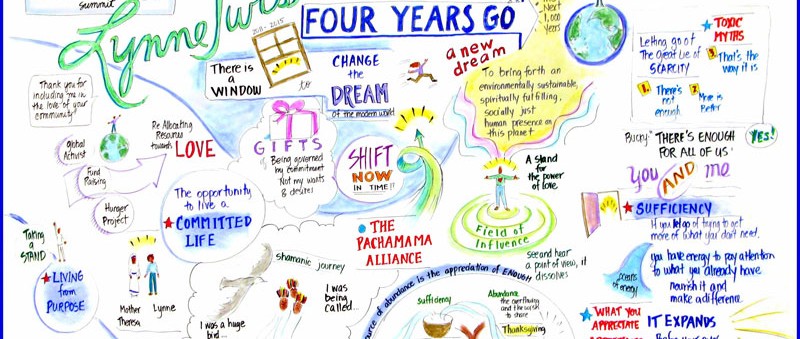 Summit
Lynne Twist
FOUR YEARS GO
2011-2015
There is
a WINDOW
to
CHANGE
the
DREAM
of the modern world
a new
dream
Next
1,000
Years
To bring forth an
environmentally sustainable,
spiritually fulfilling,
socially just
human presence on
this planet
TOXIC
MYTHS
Letting go of
The Great Lie of
SCARCITY
1. There's
not
enough
2 More is
Better
3 That's the
way it is
Bucky: "THERE'S ENOUGH
FOR ALL OF US"
YES!
You AND me
Thank you for
including me in
the love of your
community!
Global
Activist
Fund
Raising
Hunger
Project
Re Allocating
Resources
towards
LOVE
GIFTS
Being governed
by commitment
Not my wants
& desires
SHIFT
NOW
IN TIME!!
A Stand
for the
power
of love.
The opportunity
to live a
COMMITTED
LIFE
THE
PACHAMAMA
ALLIANCE
Field of
Influence
See and hear
a point of view, it
dissolves
SUFFICIENCY
If you let go of trying to get
more of what you don't need.
oceans
of energy
you have energy to pay attention
to what you already have
nourish it and
make a difference.
WHAT YOU
APPRECIATE
IT EXPANDS
Taking
a
STAND
LIVING
from
PURPOSE
Mother
Theresa
Lynne
Shamanic journey
I was a huge
bird...
I was
being
called...
source of abundance is the appreciation of ENOUGH
sufficiency
Abundance
the overflowing
and the wish
to share
Thanksgiving